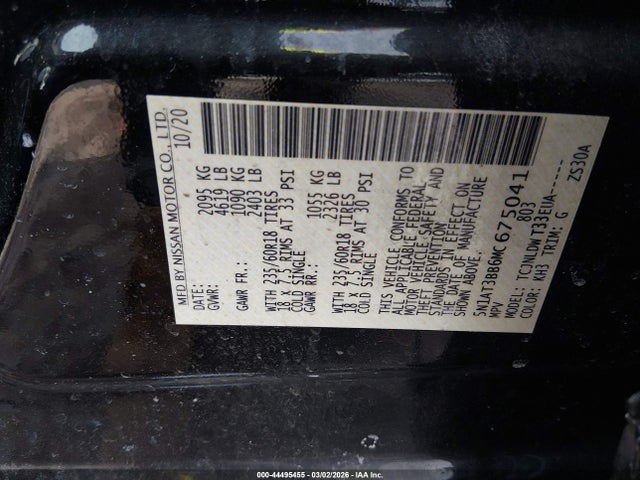 MFD BY NISSAN MOTOR CO., LTD.
DATE: 10/20
GVWR: 2095 KG
4619 LB
GAWR FR.: 1090 KG
2403 LB
WITH 235/60R18 TIRES
18 X 7.5 RIMS AT 33 PSI
COLD SINGLE
GAWR RR.: 1055 KG
2326 LB
WITH 235/60R18 TIRES
18 X 7.5 RIMS AT 30 PSI
COLD SINGLE
THIS VEHICLE CONFORMS TO
ALL APPLICABLE FEDERAL
MOTOR VEHICLE SAFETY AND
THEFT PREVENTION
STANDARDS IN EFFECT ON
THE DATA OF MANUFACTURE
SHOWN ABOVE.
5N1AT3BB6MC675041
MPV
MODEL: TCJNLDWT33EUA------
803
COLOR: KH3 TRIM: G
ZS30A
000-44495455 - 03/02/2026 - IAA Inc.